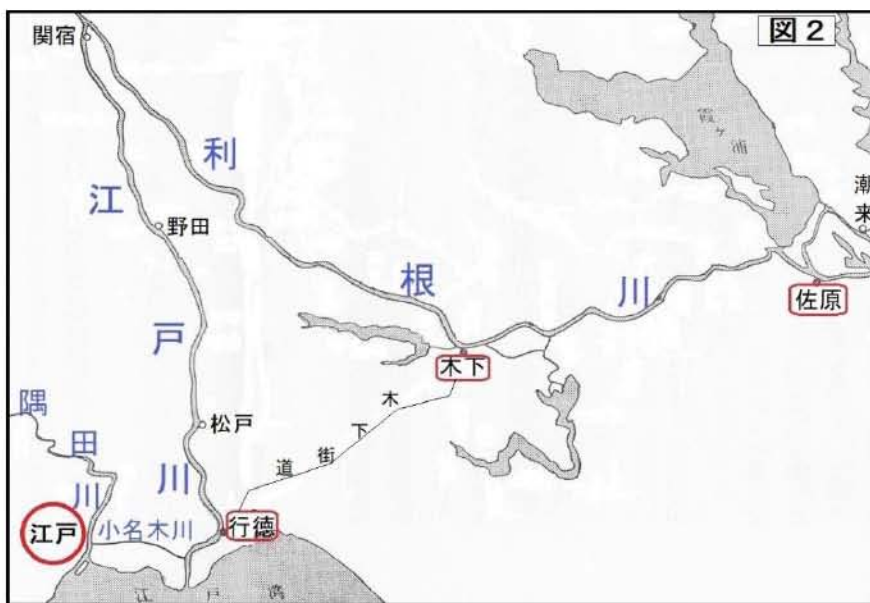 図2
関宿
利根川
江戸川
霞ヶ浦
潮来
野田
佐原
木下
木下街道
松戸
隅田川
江戸
小名木川
行徳
江戸湾